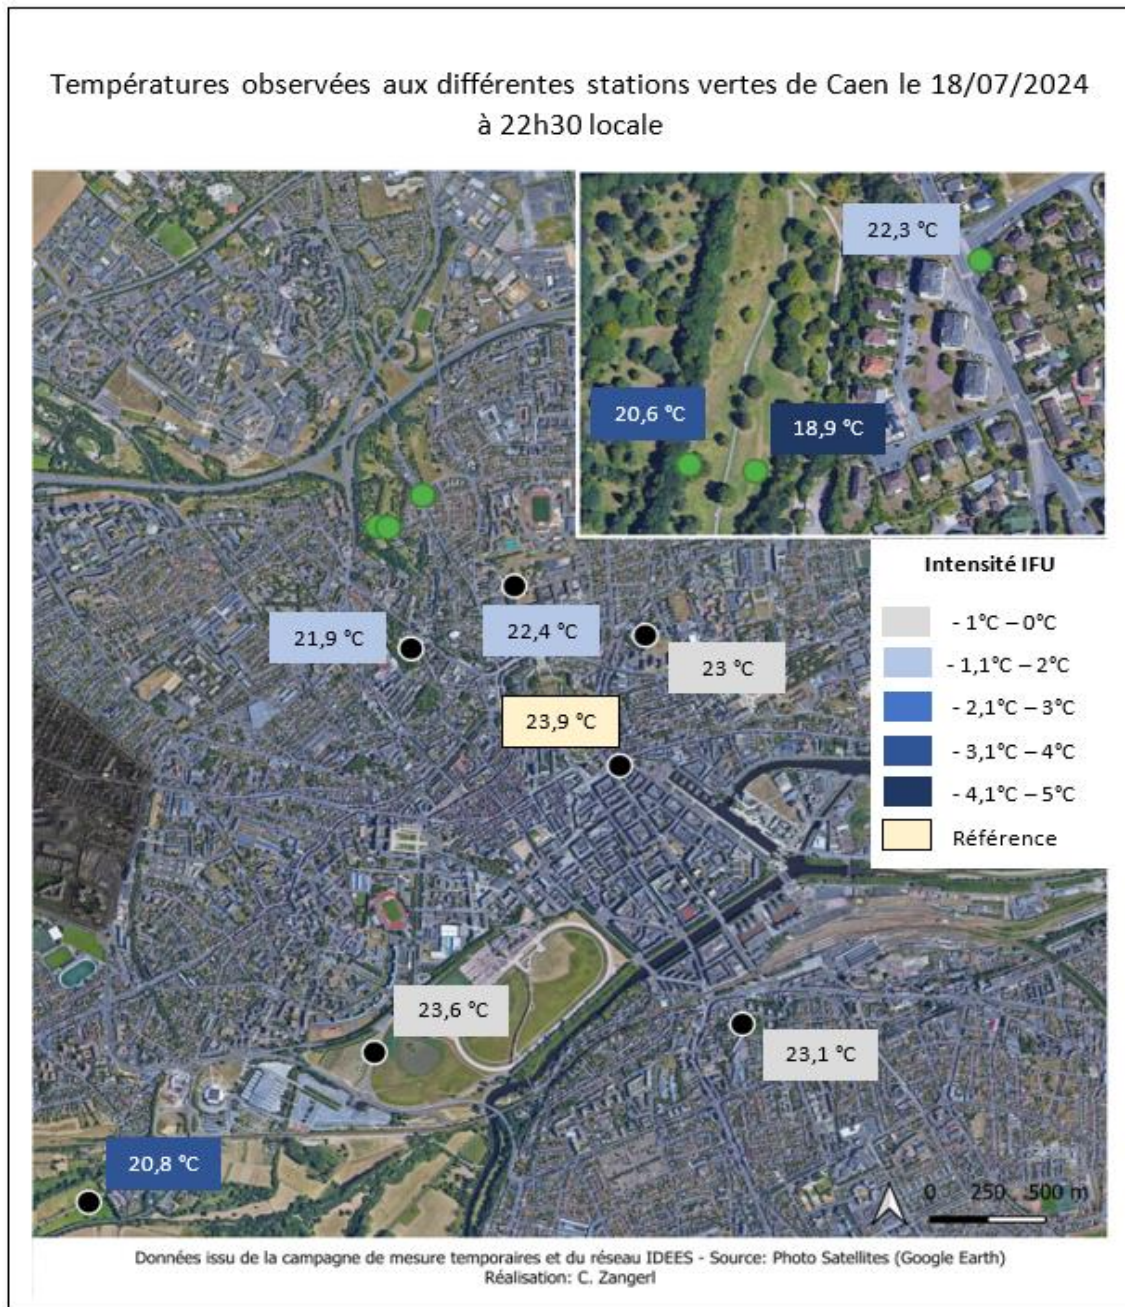 Températures observées aux différentes stations vertes de Caen le 18/07/2024
à 22h30 locale
22,3 °C
20,6 °C
18,9 °C
Intensité IFU
- 1°C – 0°C
- 1,1°C – 2°C
- 2,1°C – 3°C
- 3,1°C – 4°C
- 4,1°C – 5°C
Référence
21,9 °C
22,4 °C
23 °C
23,9 °C
23,6 °C
23,1 °C
20,8 °C
0 250 500 m
Données issu de la campagne de mesure temporaires et du réseau IDEES - Source: Photo Satellites (Google Earth)
Réalisation: C. Zangerl